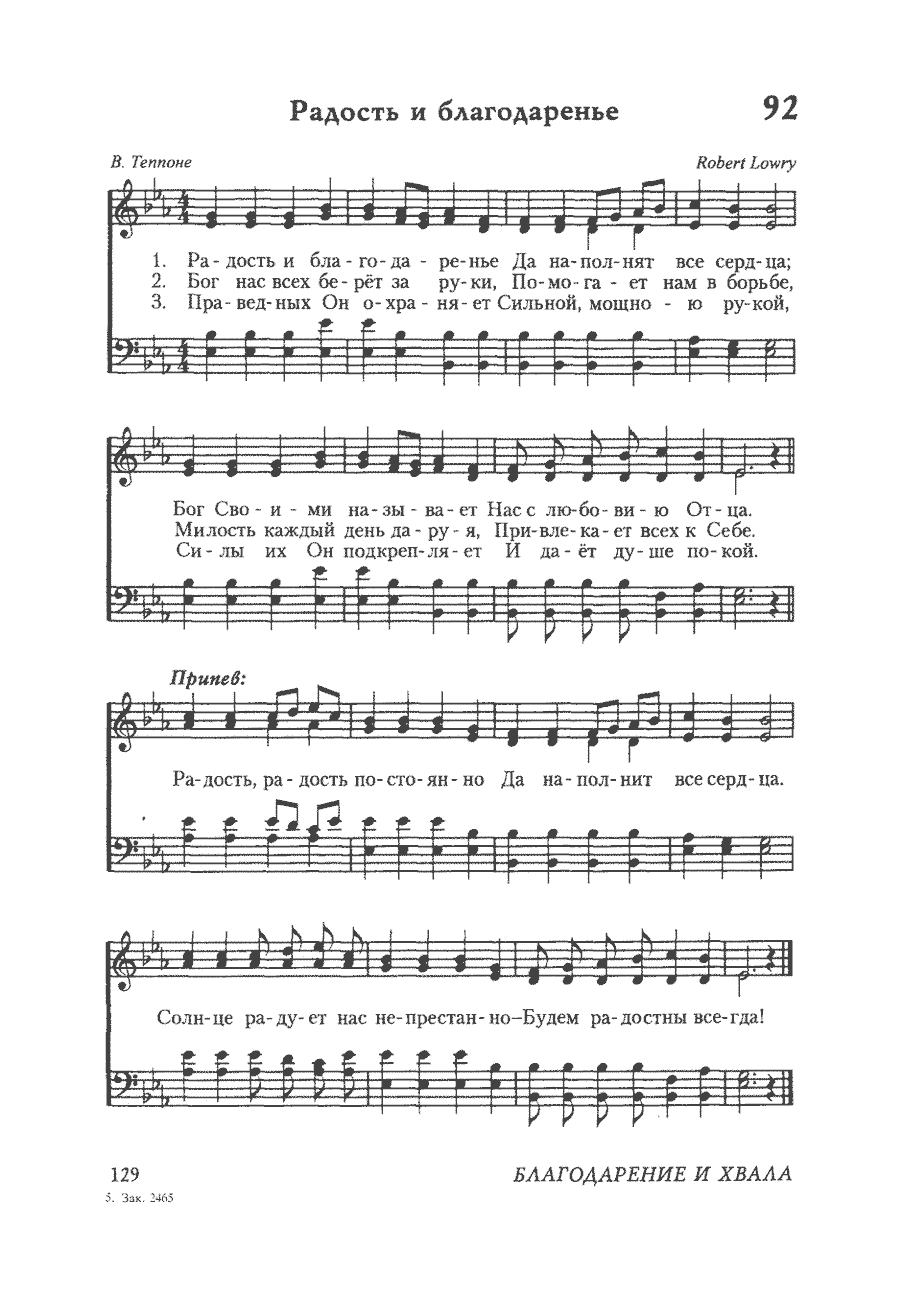 Радость и благодаренье 92
В. Теппоне Robert Lowry
1. Ра- дость и бла - го- да - ре-нье Да на-пол-нят все серд-ца;
2. Бог нас всех бе- рёт за ру-ки, По-мо-га - ет нам в борьбе,
3. Пра-вед-ных Он о-хра - ня-ет Сильной, мощно - ю ру-кой,
Бог Сво - и - ми на-зы - ва-ет Нас с лю-бо-ви-ю От-ца.
Милость каждый день да-ру-я, При-вле-ка-ет всех к Себе.
Си-лы их Он подкреп-ля-ет И да-ёт ду-ше по-кой.
Припев:
Ра-дость, ра-дость по-сто-ян-но Да на-пол-нит все серд-ца.
Солн-це ра-ду-ет нас не-престан-но–Будем ра-достны все-гда!
129 БЛАГОДАРЕНИЕ И ХВАЛА
5. Зак. 2465